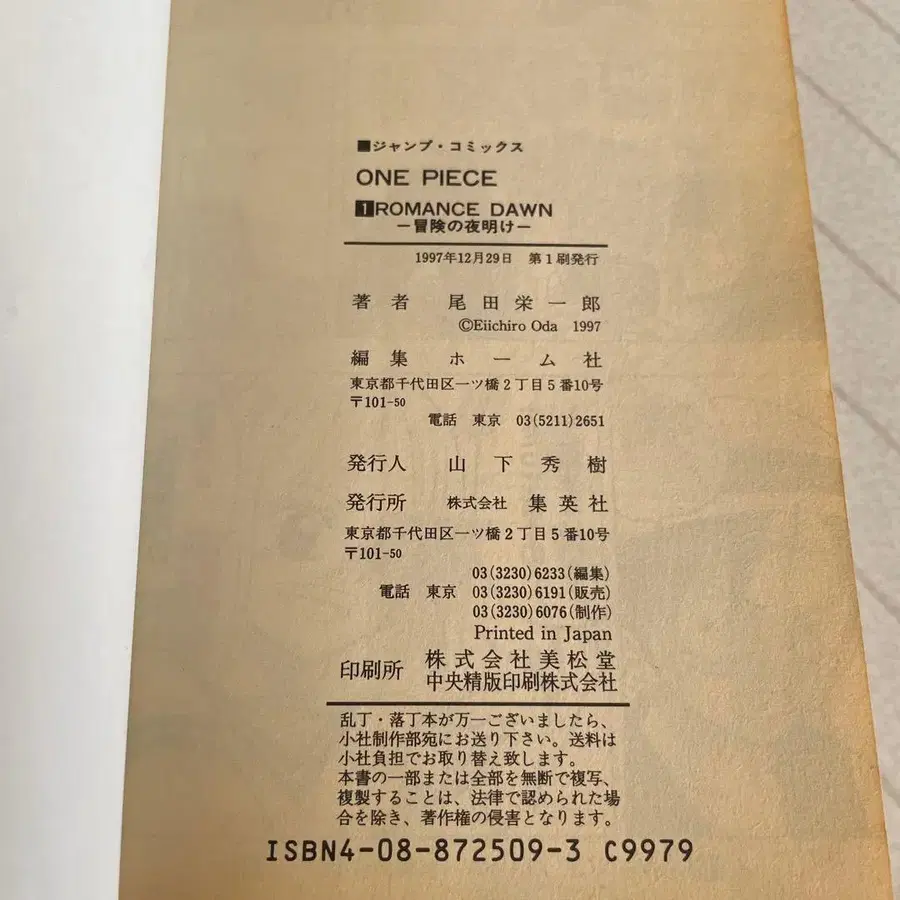 ■ジャンプ・コミックス
ONE PIECE
1 ROMANCE DAWN
―冒険の夜明け―
1997年12月29日 第1刷発行
著者 尾田栄一郎
©Eiichiro Oda 1997
編集 ホーム社
東京都千代田区一ツ橋2丁目5番10号
〒101-50
電話 東京 03(5211)2651
発行人 山下秀樹
発行所 株式会社 集英社
東京都千代田区一ツ橋2丁目5番10号
〒101-50
03(3230)6233(編集)
電話 東京 03(3230)6191(販売)
03(3230)6076(制作)
Printed in Japan
印刷所 株式会社美松堂
中央精版印刷株式会社
乱丁・落丁本が万一ございましたら、
小社制作部宛にお送り下さい。送料は
小社負担でお取り替え致します。
本書の一部または全部を無断で複写、
複製することは、法律で認められた場
合を除き、著作権の侵害となります。
ISBN4-08-872509-3 C9979